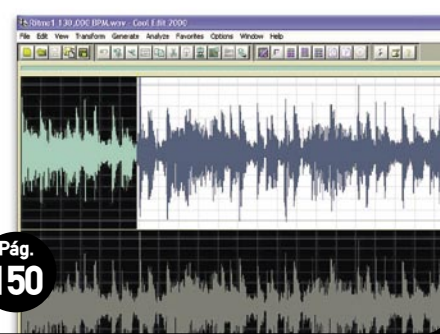 Ritmo1 130,000 BPM.wav - Cool Edit 2000
File Edit View Transform Generate Analyze Favorites Options Window Help
Pág.
150